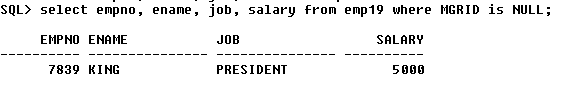 SQL> select empno, ename, job, salary from emp19 where MGRID is NULL;
     EMPNO ENAME           JOB                 SALARY
---------- --------------- --------------- ----------
      7839 KING            PRESIDENT             5000